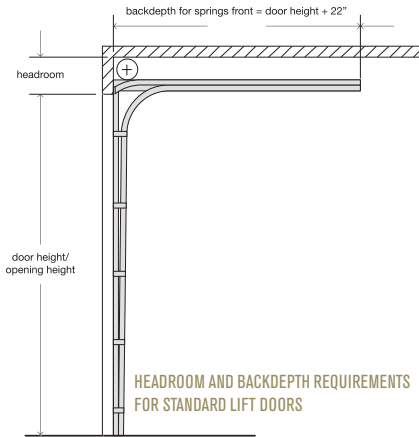 backdepth for springs front = door height + 22”
headroom
door height/
opening height
HEADROOM AND BACKDEPTH REQUIREMENTS
FOR STANDARD LIFT DOORS